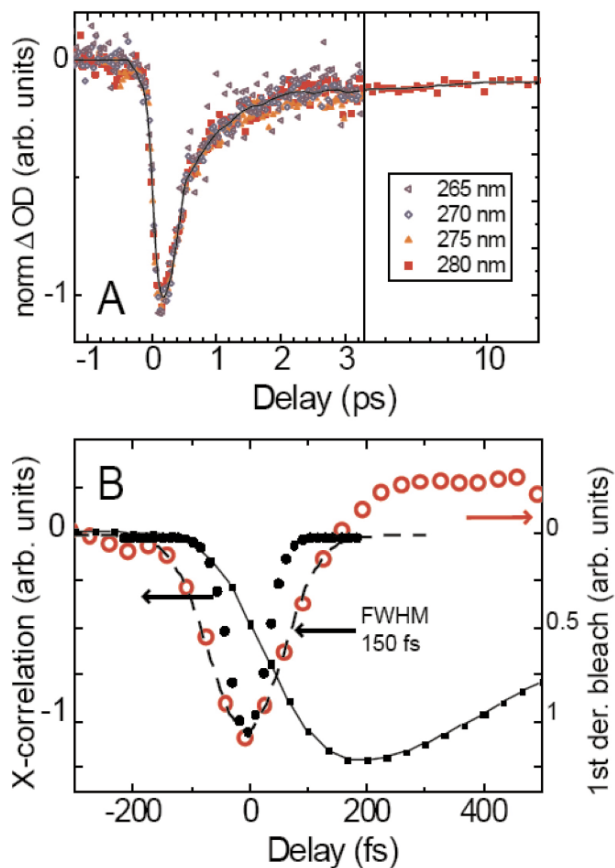 0
-1
norm Δ OD (arb. units)
A
265 nm
270 nm
275 nm
280 nm
-1 0 1 2 3 10
Delay (ps)
B
0
-1
X-correlation (arb. units)
FWHM
150 fs
0
0.5
1
1st der. bleach (arb. units)
-200 0 200 400
Delay (fs)